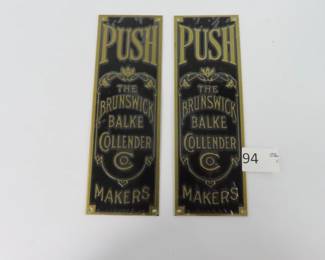 PUSH
THE
BRUNSWICK
BALKE
COLLENDER
Co
MAKERS
PUSH
THE
BRUNSWICK
BALKE
COLLENDER
Co
MAKERS
94